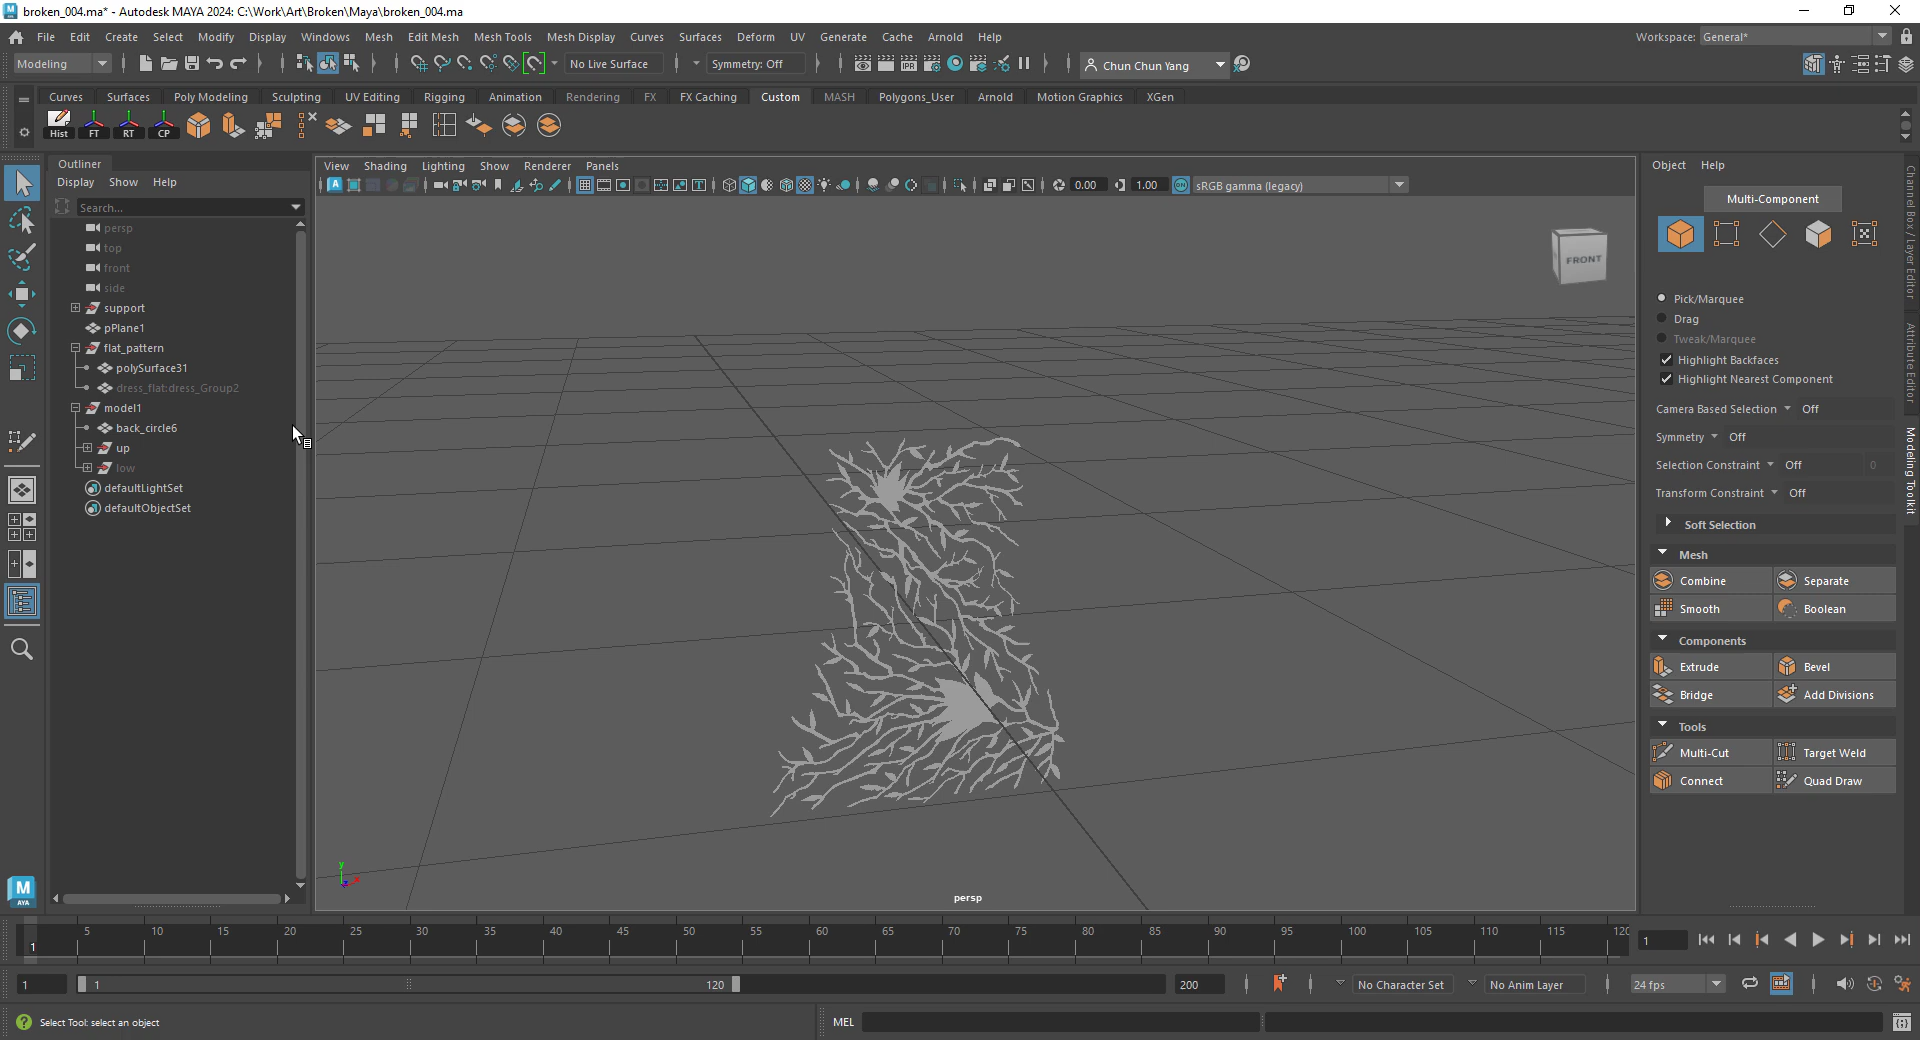 broken_004.ma* - Autodesk MAYA 2024: C:\Work\Art\Broken\Maya\broken_004.ma
File Edit Create Select Modify Display Windows Mesh Edit Mesh Mesh Tools Mesh Display Curves Surfaces Deform UV Generate Cache Arnold Help Workspace: General*
Modeling No Live Surface Symmetry: Off IPR Chun Chun Yang
Curves Surfaces Poly Modeling Sculpting UV Editing Rigging Animation Rendering FX FX Caching Custom MASH Polygons_User Arnold Motion Graphics XGen
Hist FT RT CP
Outliner
Display Show Help
Search...
persp
top
front
side
support
pPlane1
flat_pattern
polySurface31
dress_flat:dress_Group2
model1
back_circle6
up
low
defaultLightSet
defaultObjectSet
View Shading Lighting Show Renderer Panels
0.00 1.00 sRGB gamma (legacy)
FRONT
y
persp
Object Help
Multi-Component
Pick/Marquee
Drag
Tweak/Marquee
Highlight Backfaces
Highlight Nearest Component
Camera Based Selection Off
Symmetry Off
Selection Constraint Off 0
Transform Constraint Off
Soft Selection
Mesh
Combine Separate
Smooth Boolean
Components
Extrude Bevel
Bridge Add Divisions
Tools
Multi-Cut Target Weld
Connect Quad Draw
Channel Box / Layer Editor
Attribute Editor
Modeling Toolkit
M
AYA
5 10 15 20 25 30 35 40 45 50 55 60 65 70 75 80 85 90 95 100 105 110 115 120
1 1
1 1 120 200 No Character Set No Anim Layer 24 fps
Select Tool: select an object MEL